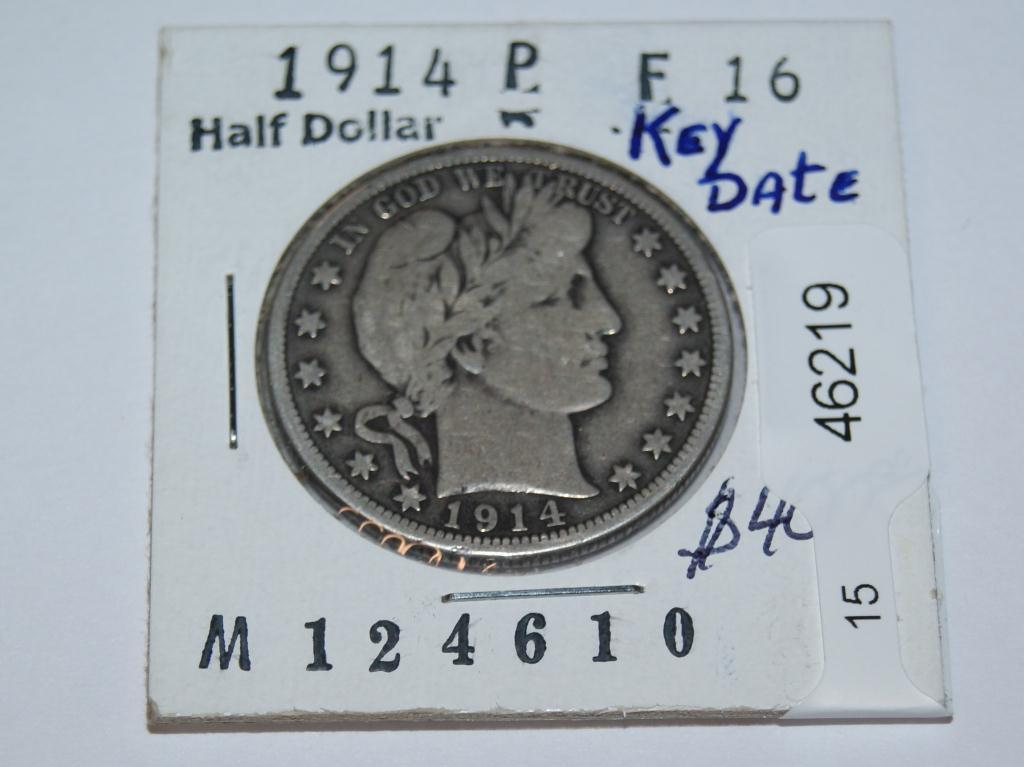 1914 P F 16
Half Dollar
KEY
DATE
IN GOD WE TRUST
46219
1914
15
M 124610